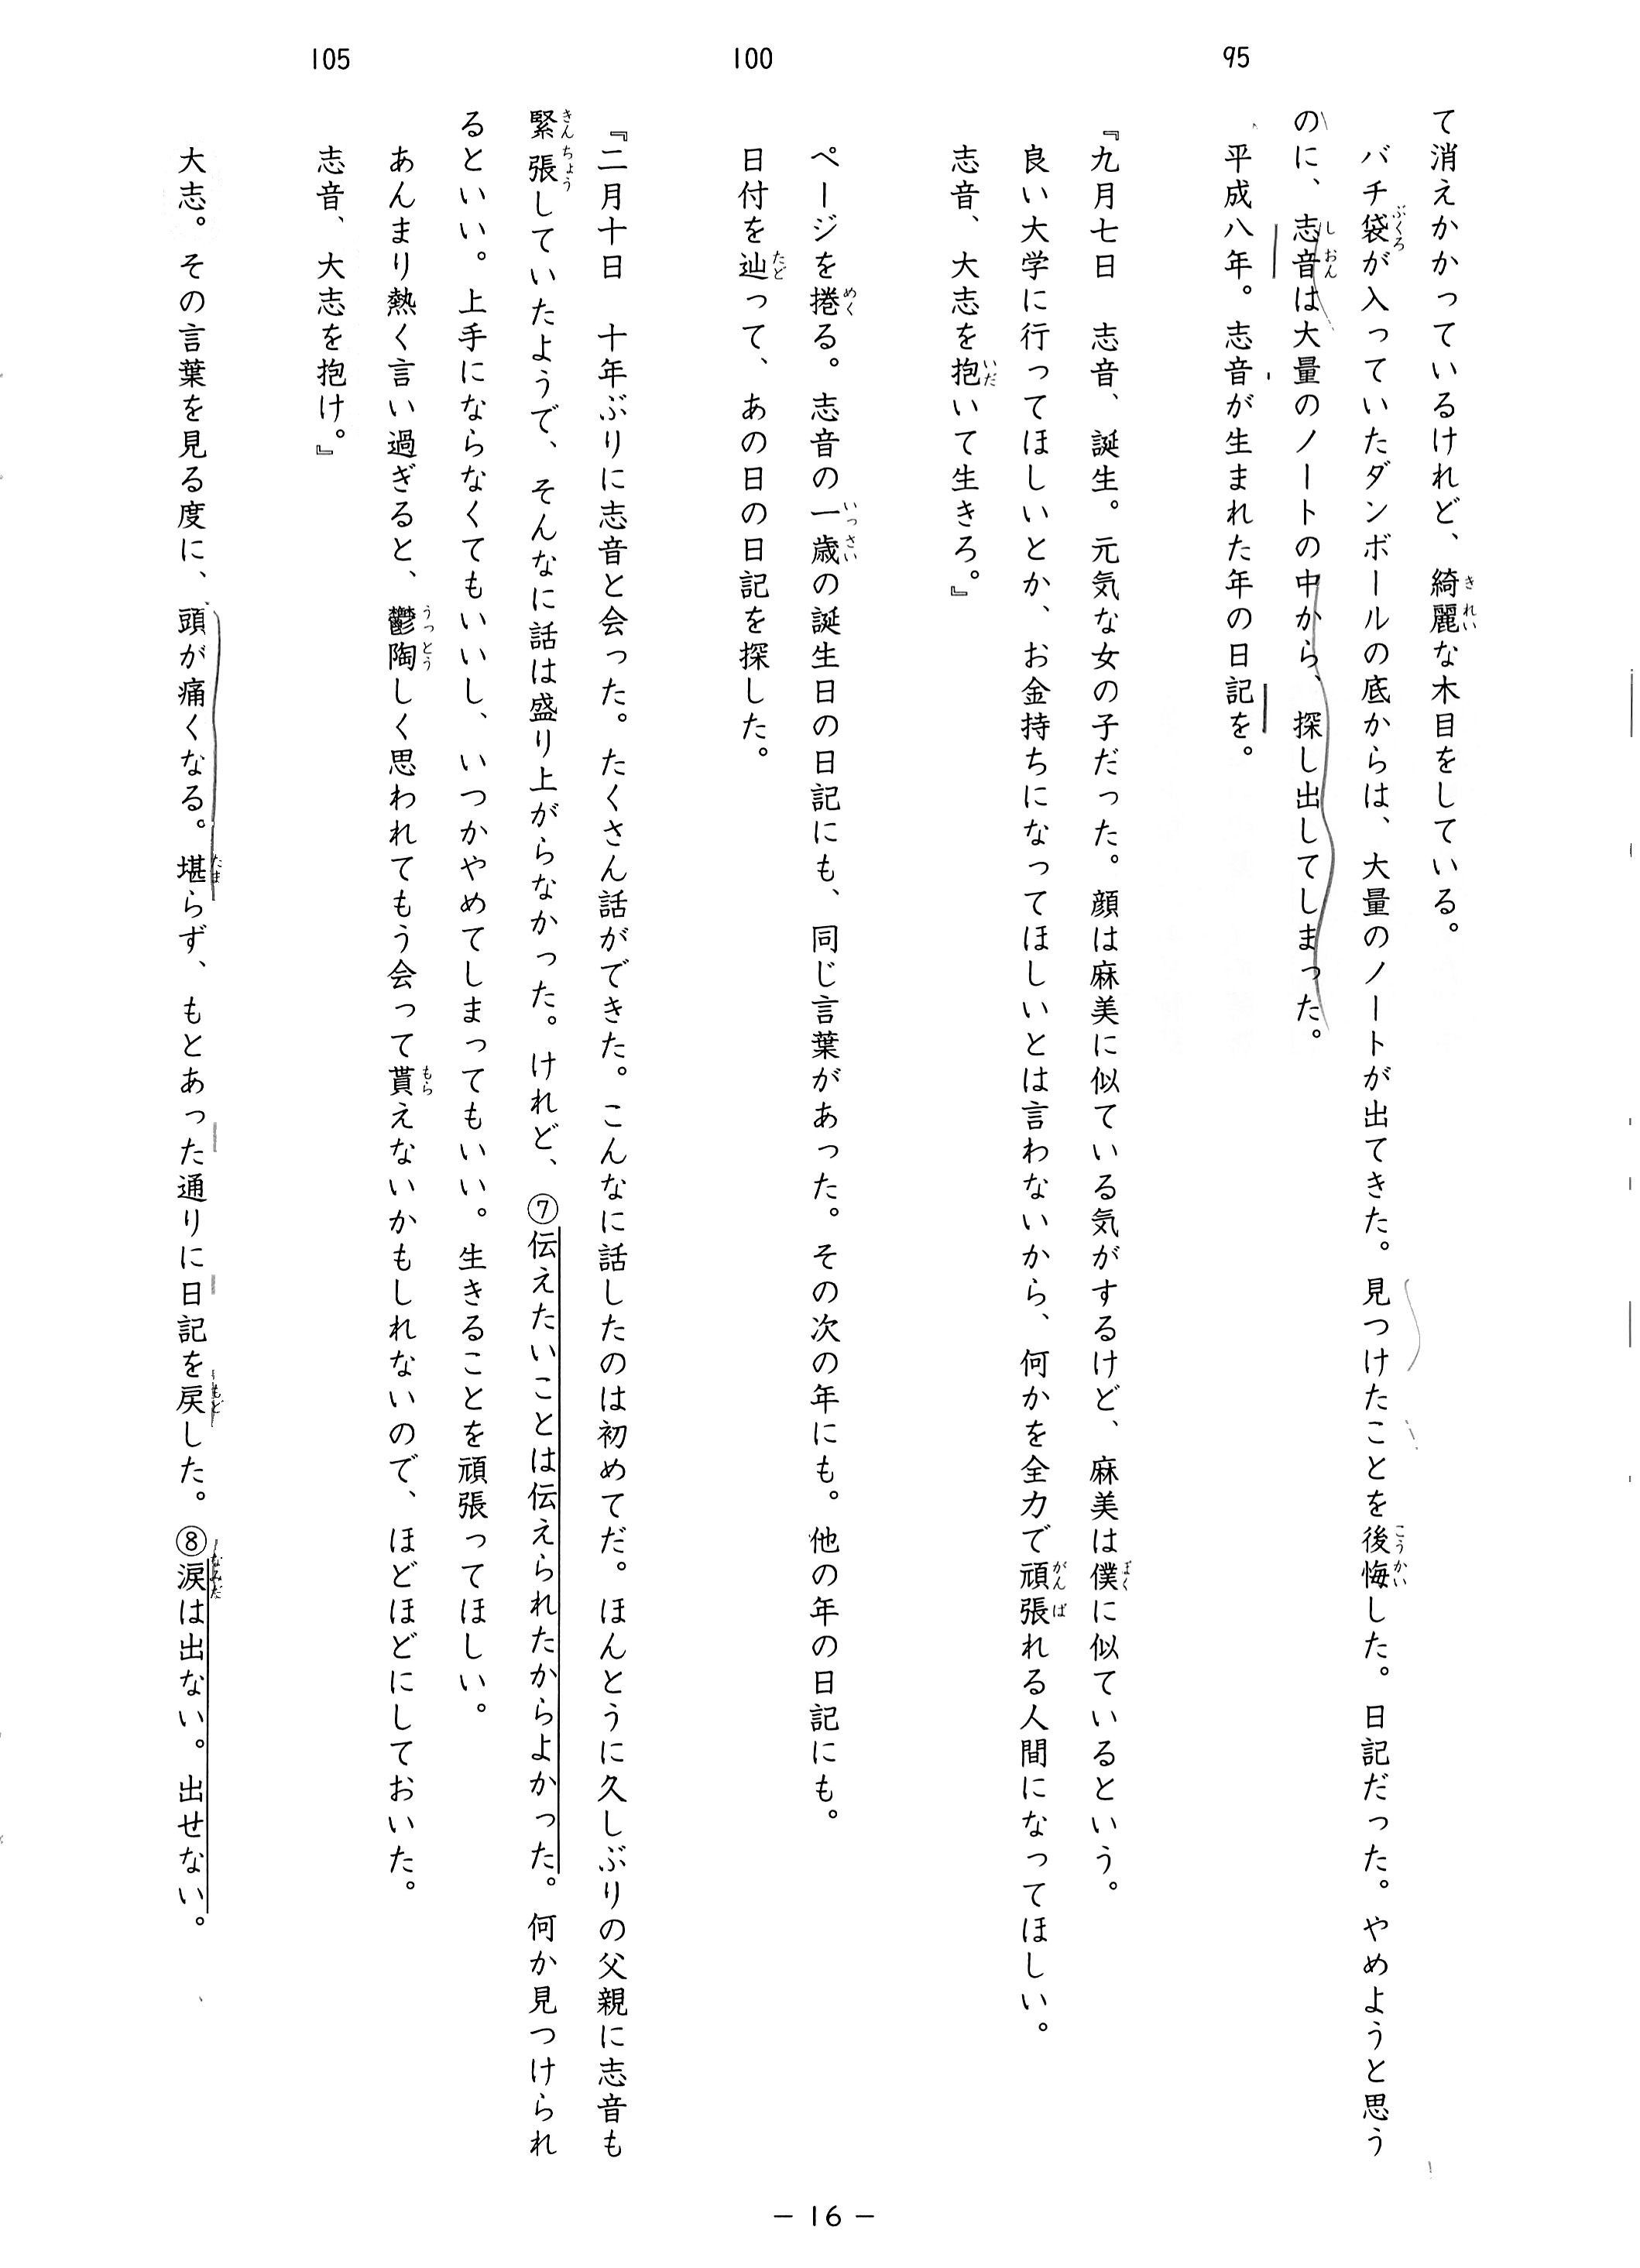 て消えかかっているけれど、綺麗な木目をしている。
バチ袋が入っていたダンボールの底からは、大量のノートが出てきた。見つけたことを後悔した。日記だった。やめようと思う
のに、志音は大量のノートの中から、探し出してしまった。
95
平成八年。志音が生まれた年の日記を。
『九月七日　志音、誕生。元気な女の子だった。顔は麻美に似ている気がするけど、麻美は僕に似ているという。
良い大学に行ってほしいとか、お金持ちになってほしいとは言わないから、何かを全力で頑張れる人間になってほしい。
志音、大志を抱いて生きろ。』
ページを捲る。志音の一歳の誕生日の日記にも、同じ言葉があった。その次の年にも。他の年の日記にも。
100
日付を辿って、あの日の日記を探した。
『二月十日　十年ぶりに志音と会った。たくさん話ができた。こんなに話したのは初めてだ。ほんとうに久しぶりの父親に志音も
緊張していたようで、そんなに話は盛り上がらなかった。けれど、⑦伝えたいことは伝えられたからよかった。何か見つけられ
るといい。上手にならなくてもいいし、いつかやめてしまってもいい。生きることを頑張ってほしい。
あんまり熱く言い過ぎると、鬱陶しく思われてもう会って貰えないかもしれないので、ほどほどにしておいた。
105
志音、大志を抱け。』
大志。その言葉を見る度に、頭が痛くなる。堪らず、もとあった通りに日記を戻した。⑧涙は出ない。出せない。
– 16 –